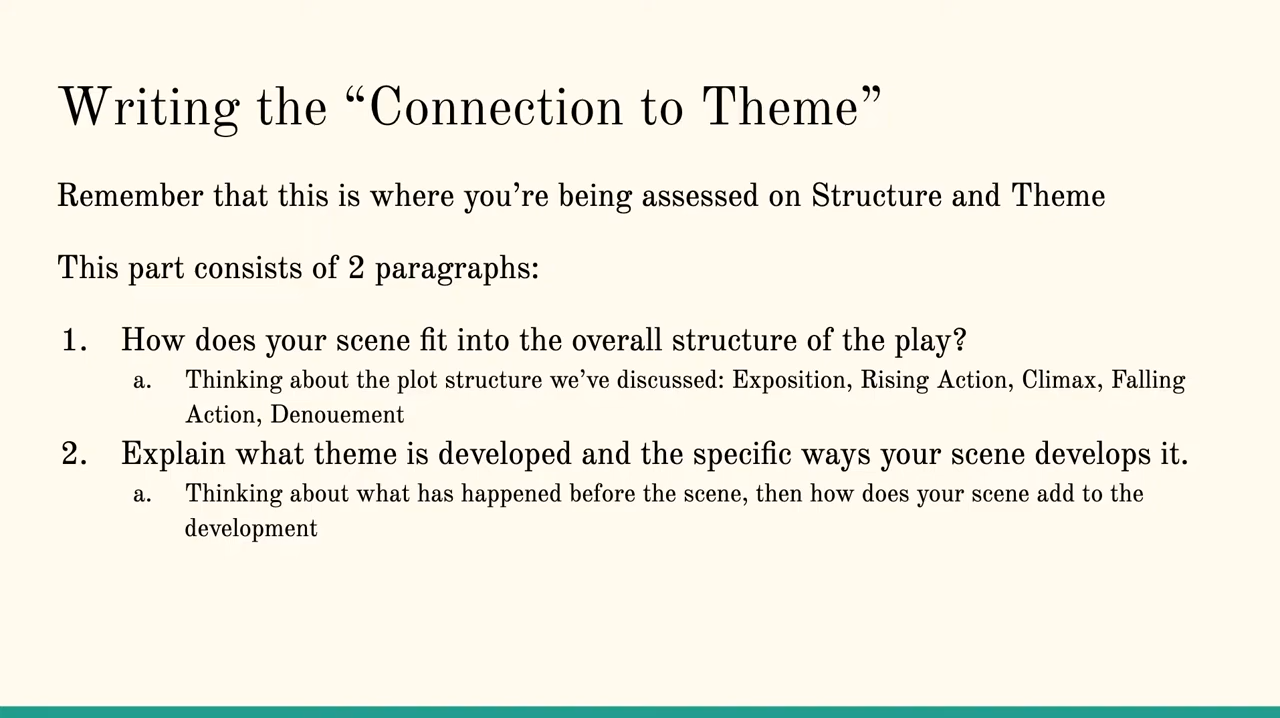 Writing the “Connection to Theme”
Remember that this is where you’re being assessed on Structure and Theme
This part consists of 2 paragraphs:
1. How does your scene fit into the overall structure of the play?
a. Thinking about the plot structure we’ve discussed: Exposition, Rising Action, Climax, Falling
Action, Denouement
2. Explain what theme is developed and the specific ways your scene develops it.
a. Thinking about what has happened before the scene, then how does your scene add to the
development